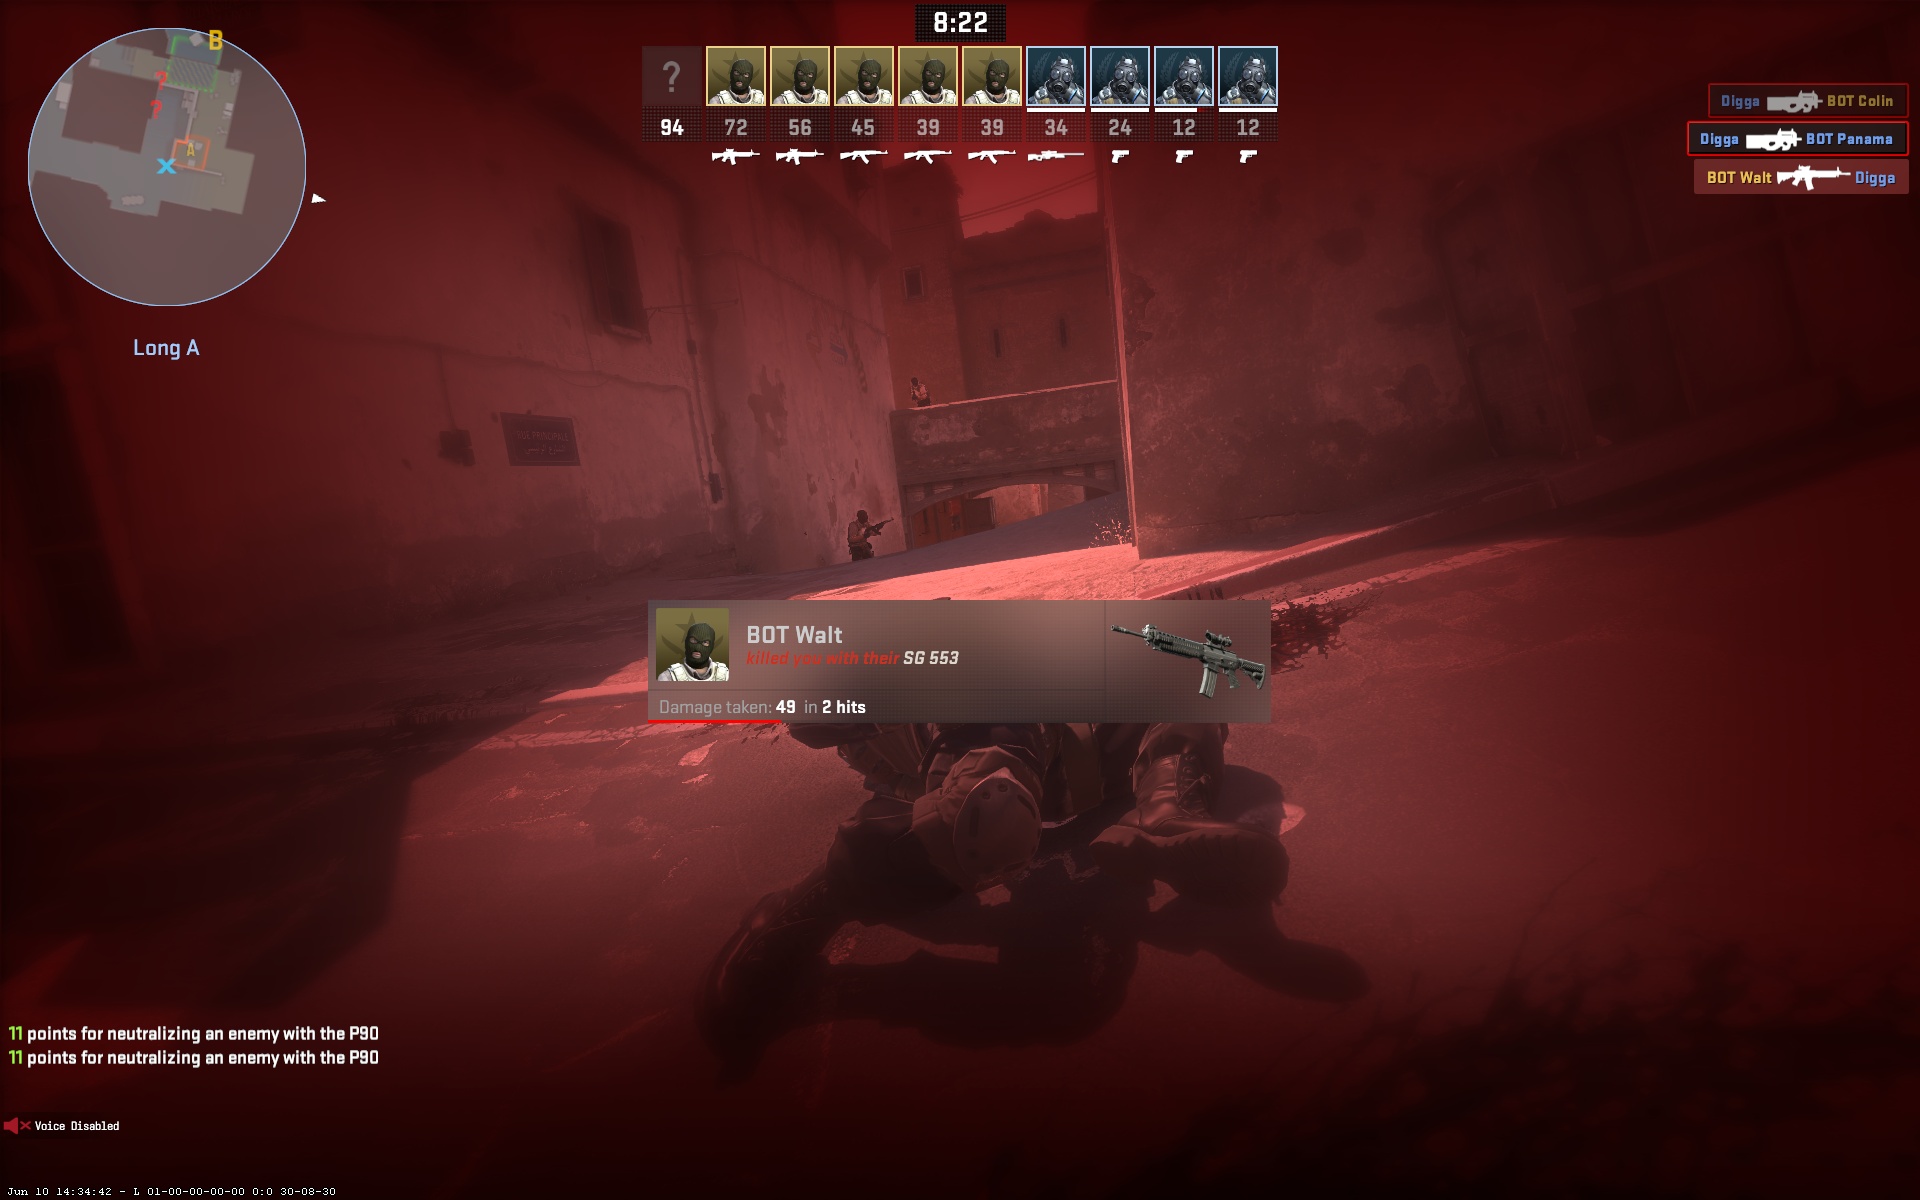 8:22
B
?
?
?
A
94 72 56 45 39 39 34 24 12 12
Digga BOT Colin
Digga BOT Panama
BOT Walt Digga
Long A
BOT Walt
killed you with their SG 553
Damage taken: 49 in 2 hits
11 points for neutralizing an enemy with the P90
11 points for neutralizing an enemy with the P90
Voice Disabled
Jun 10 14:34:42 - L 01-00-00-00-00 0:0 30-08-30